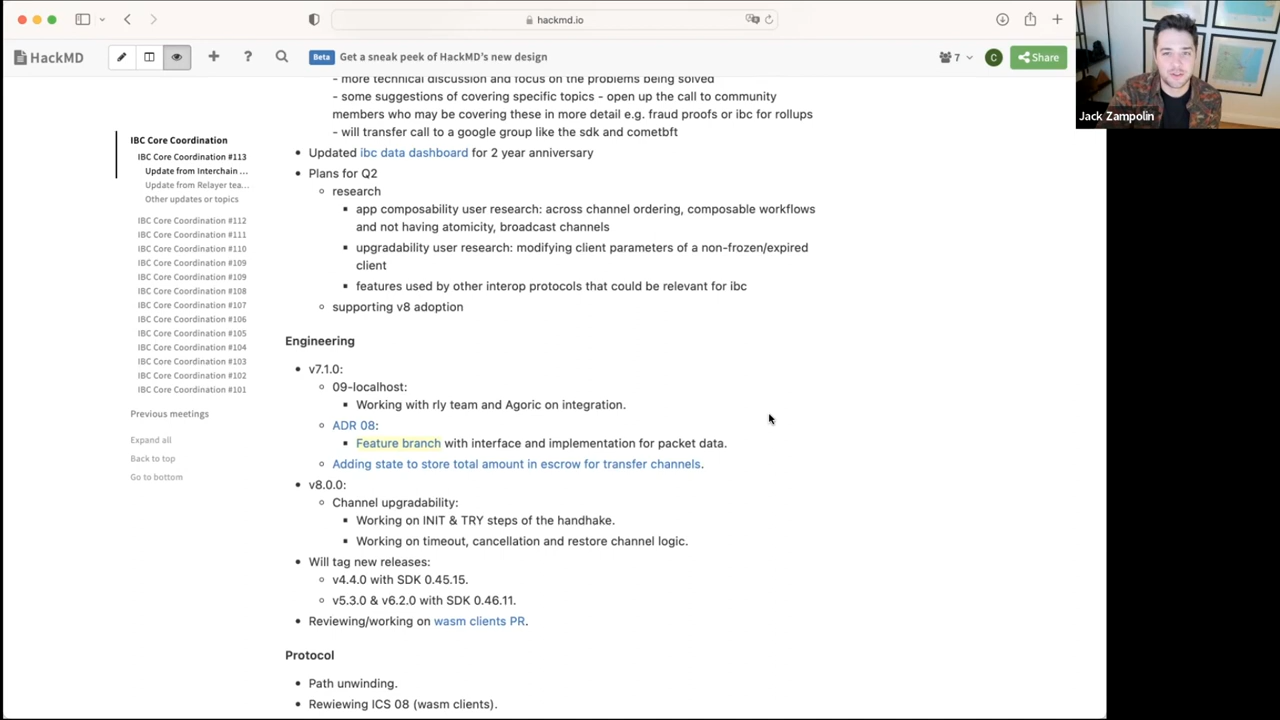 hackmd.io
HackMD
Beta Get a sneak peek of HackMD's new design
7
C
Share
Jack Zampolin
IBC Core Coordination
IBC Core Coordination #113
Update from Interchain ...
Update from Relayer tea...
Other updates or topics
IBC Core Coordination #112
IBC Core Coordination #111
IBC Core Coordination #110
IBC Core Coordination #109
IBC Core Coordination #109
IBC Core Coordination #108
IBC Core Coordination #107
IBC Core Coordination #106
IBC Core Coordination #105
IBC Core Coordination #104
IBC Core Coordination #103
IBC Core Coordination #102
IBC Core Coordination #101
Previous meetings
Expand all
Back to top
Go to bottom
- more technical discussion and focus on the problems being solved
- some suggestions of covering specific topics - open up the call to community
members who may be covering these in more detail e.g. fraud proofs or ibc for rollups
- will transfer call to a google group like the sdk and cometbft
• Updated ibc data dashboard for 2 year anniversary
• Plans for Q2
◦ research
▪ app composability user research: across channel ordering, composable workflows
and not having atomicity, broadcast channels
▪ upgradability user research: modifying client parameters of a non-frozen/expired
client
▪ features used by other interop protocols that could be relevant for ibc
◦ supporting v8 adoption
Engineering
• v7.1.0:
◦ 09-localhost:
▪ Working with rly team and Agoric on integration.
◦ ADR 08:
▪ Feature branch with interface and implementation for packet data.
◦ Adding state to store total amount in escrow for transfer channels.
• v8.0.0:
◦ Channel upgradability:
▪ Working on INIT & TRY steps of the handhake.
▪ Working on timeout, cancellation and restore channel logic.
• Will tag new releases:
◦ v4.4.0 with SDK 0.45.15.
◦ v5.3.0 & v6.2.0 with SDK 0.46.11.
• Reviewing/working on wasm clients PR.
Protocol
• Path unwinding.
• Rewiewing ICS 08 (wasm clients).